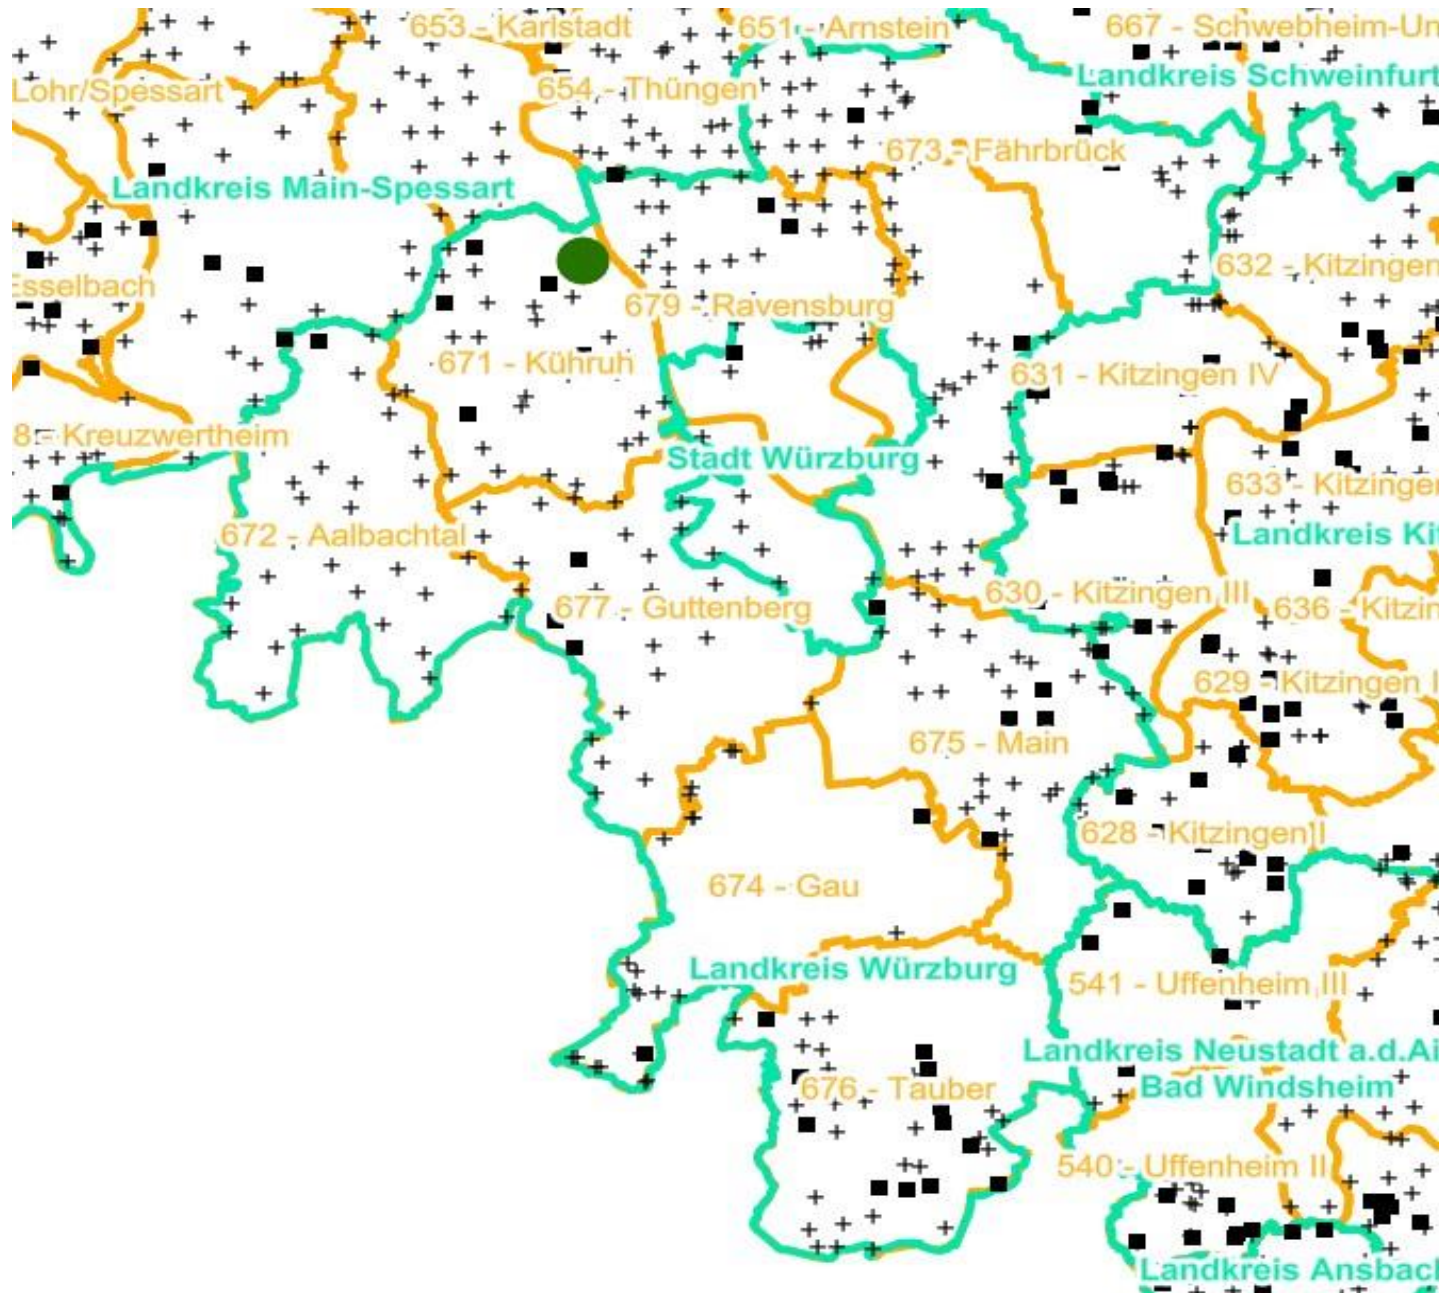 653 - Karlstadt
651 - Arnstein
667 - Schwebheim-Un
Landkreis Schweinfurt
Lohr/Spessart
654 - Thüngen
673 - Fährbrück
Landkreis Main-Spessart
632 - Kitzingen
Esselbach
679 - Ravensburg
671 - Kühruh
631 - Kitzingen IV
8 - Kreuzwertheim
Stadt Würzburg
633 - Kitzingen
672 - Aalbachtal
Landkreis Kit
677 - Guttenberg
630 - Kitzingen III
636 - Kitzin
629 - Kitzingen I
675 - Main
628 - Kitzingen II
674 - Gau
Landkreis Würzburg
541 - Uffenheim III
Landkreis Neustadt a.d.Ai
Bad Windsheim
676 - Tauber
540 - Uffenheim II
Landkreis Ansbach